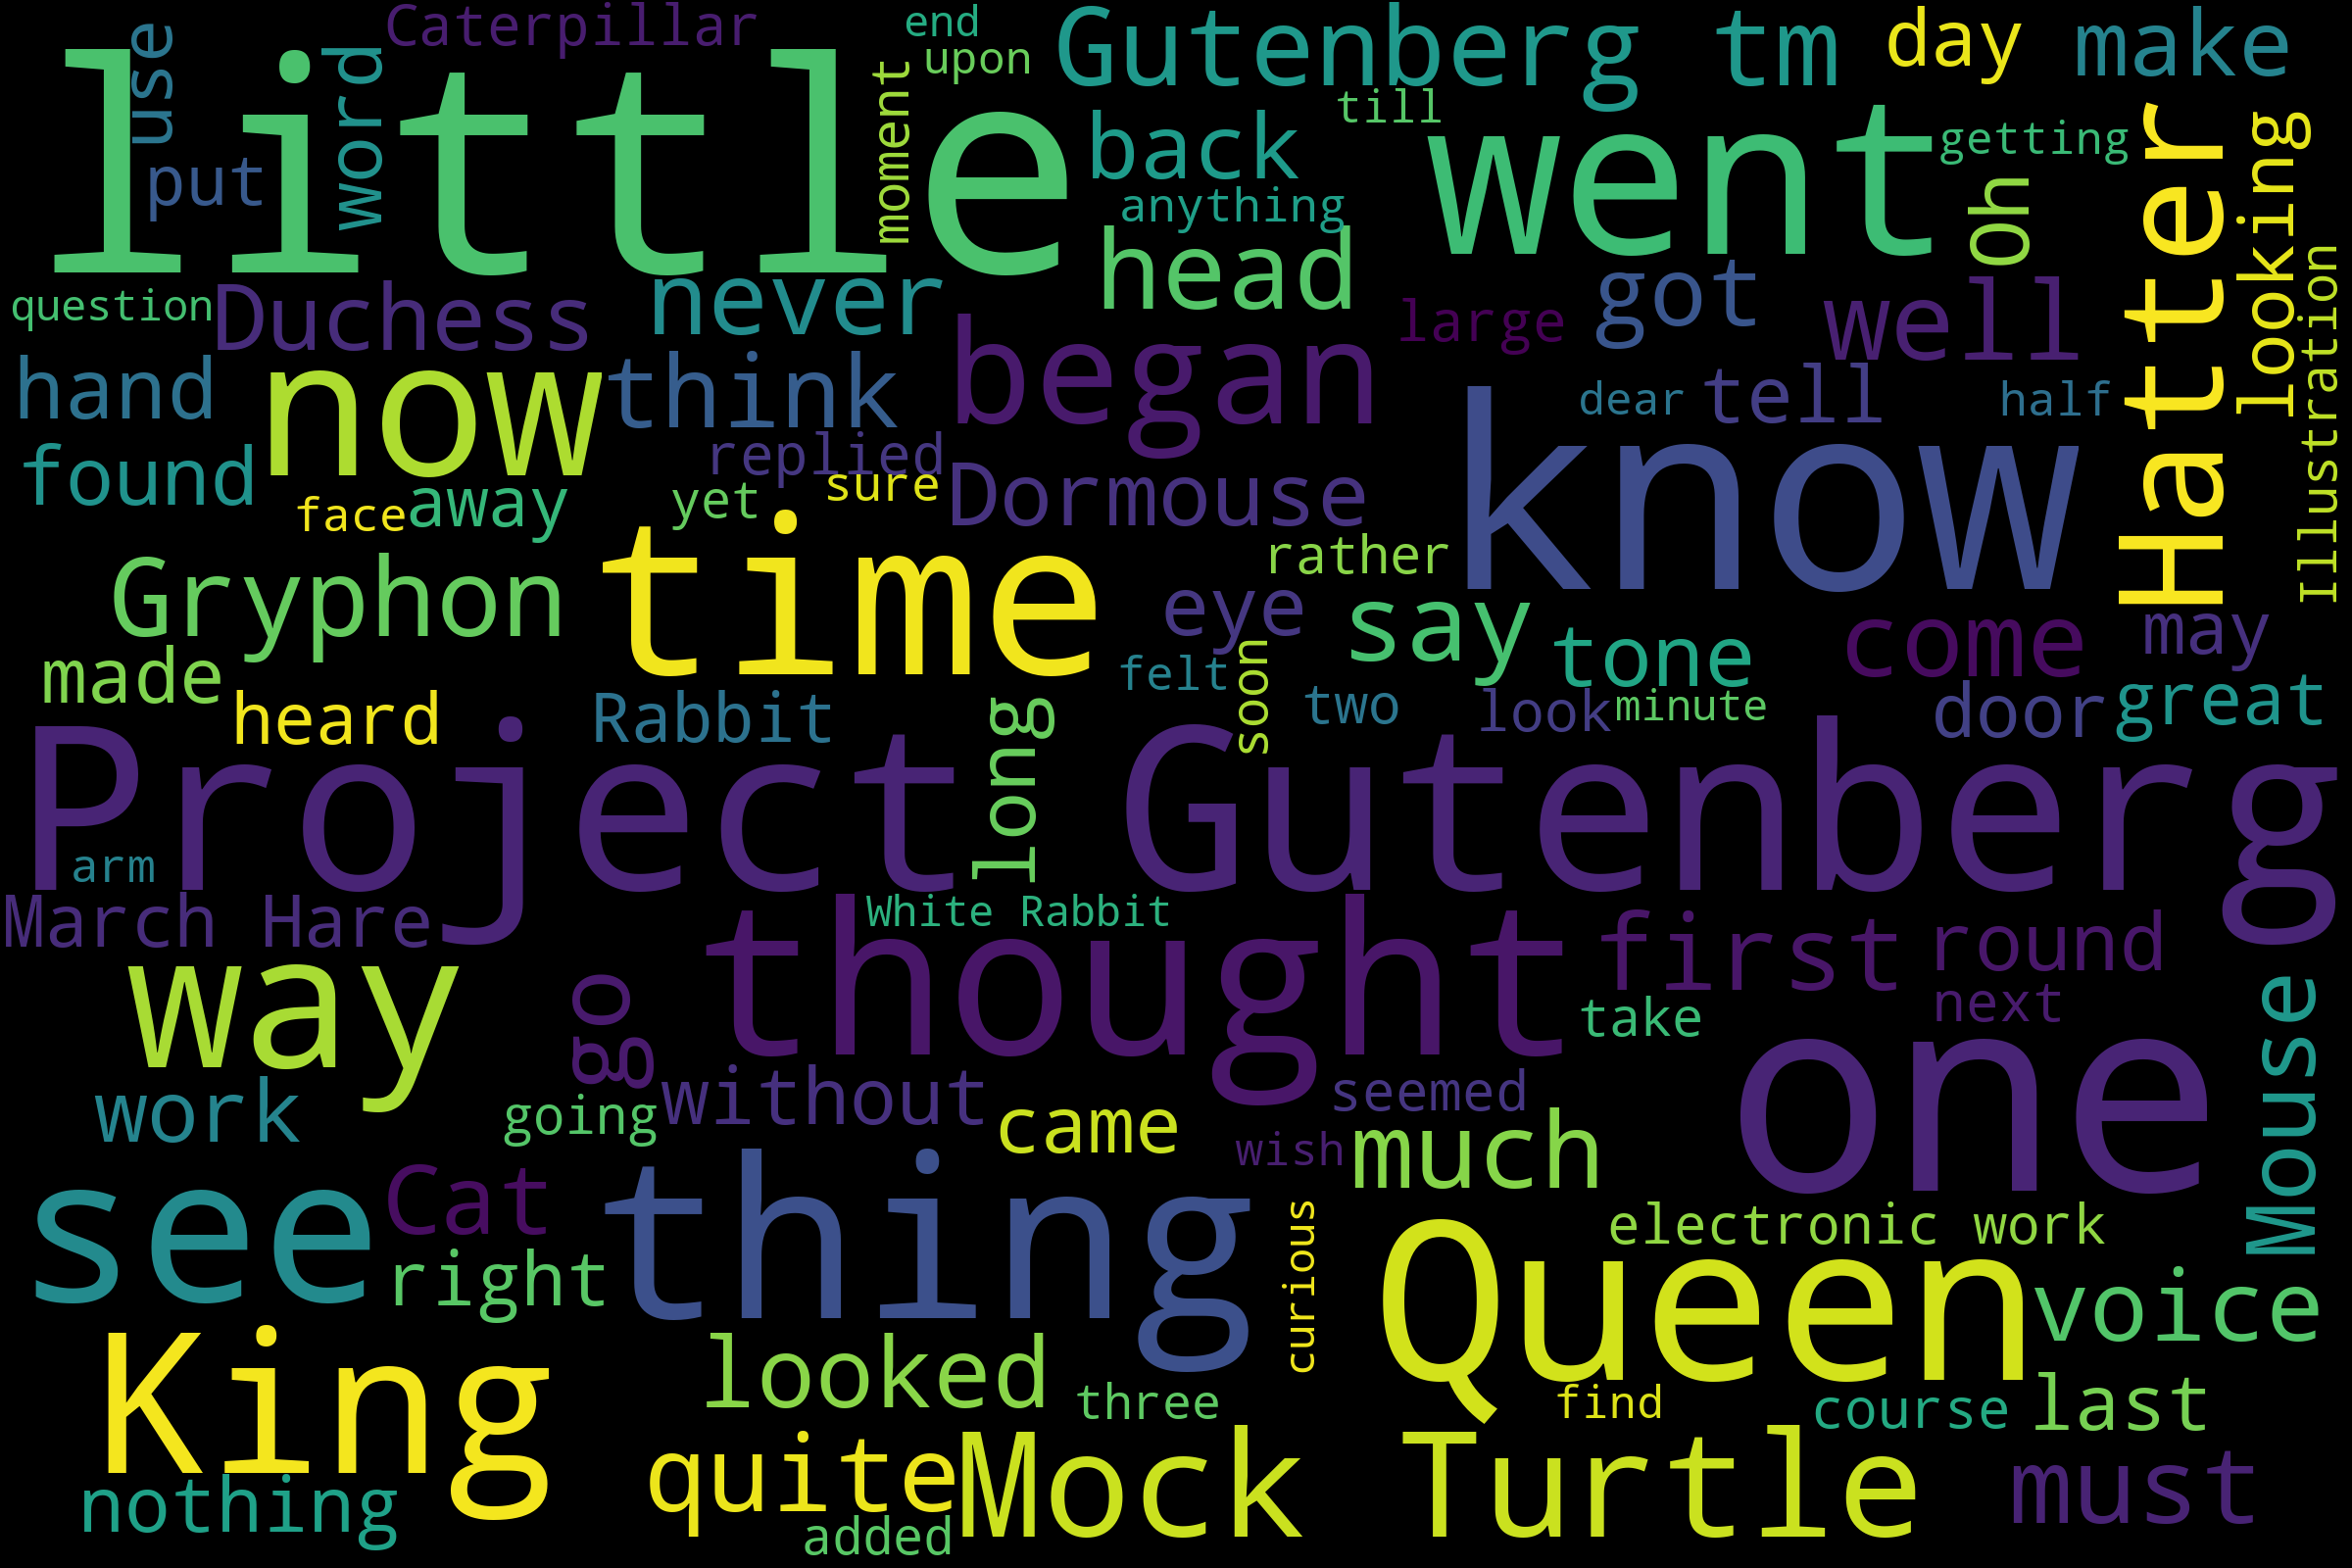 Caterpillar
end
Gutenberg tm
day
make
use
word
little
upon
moment
till
back
went
getting
Hatter
looking
put
anything
Oh
head
Illustration
question
Duchess
never
began
large
got
well
hand
now
think
know
dear
tell
half
found
replied
face
away
yet
sure
Dormouse
Gryphon
time
rather
eye
say
tone
come
may
made
felt
soon
heard
Rabbit
long
two
look
minute
door
great
Project Gutenberg
arm
March Hare
White Rabbit
thought
first
round
way
go
take
next
Mouse
one
work
going
without
came
seemed
wish
much
see
Cat
thing
curious
electronic work
right
Queen
voice
King
looked
three
find
course
last
nothing
quite
Mock Turtle
must
added